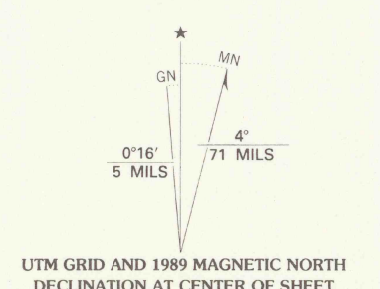 ★
MN
GN
4°
0°16′
71 MILS
5 MILS
UTM GRID AND 1989 MAGNETIC NORTH
DECLINATION AT CENTER OF SHEET